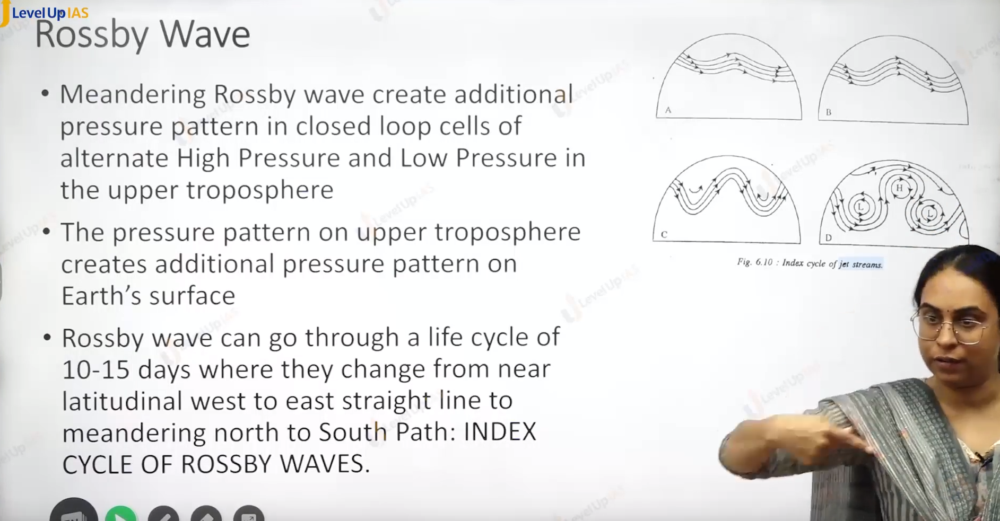 LevelUp IAS
Rossby Wave
• Meandering Rossby wave create additional
pressure pattern in closed loop cells of
alternate High Pressure and Low Pressure in
the upper troposphere
• The pressure pattern on upper troposphere
creates additional pressure pattern on
Earth's surface
• Rossby wave can go through a life cycle of
10-15 days where they change from near
latitudinal west to east straight line to
meandering north to South Path: INDEX
CYCLE OF ROSSBY WAVES.
A
B
C
H
L
L
D
Fig. 6.10 : Index cycle of jet streams.